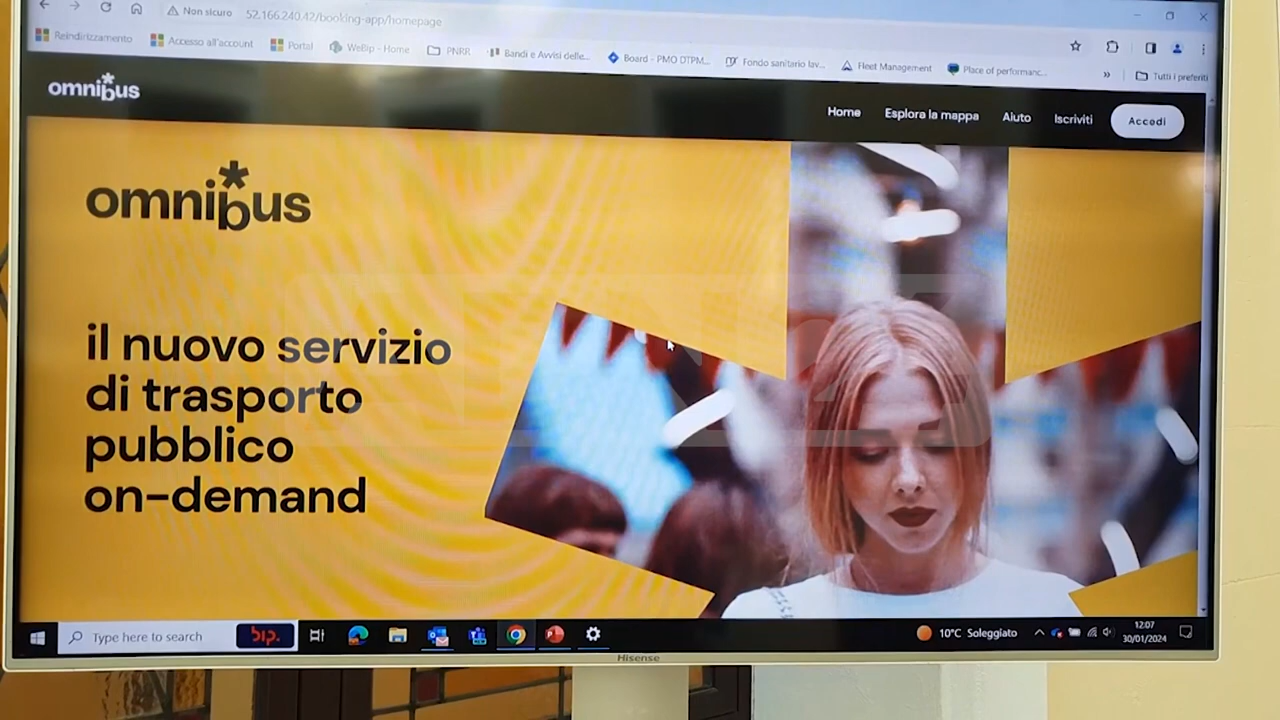 Non sicuro 52.166.240.42/booking-app/homepage
Reindirizzamento Accesso all'account Portal Wellip - Home PNRR Bandi e Avvisi delle... Board - PMO DTPM... Fondo sanitario lav... Fleet Management Place of performanc... » Tutti i preferiti
omnibus Home Esplora la mappa Aiuto Iscriviti Accedi
omnibus
il nuovo servizio
di trasporto
pubblico
on-demand
Type here to search קול. 10°C Soleggiato 12:07
30/01/2024
Hisense